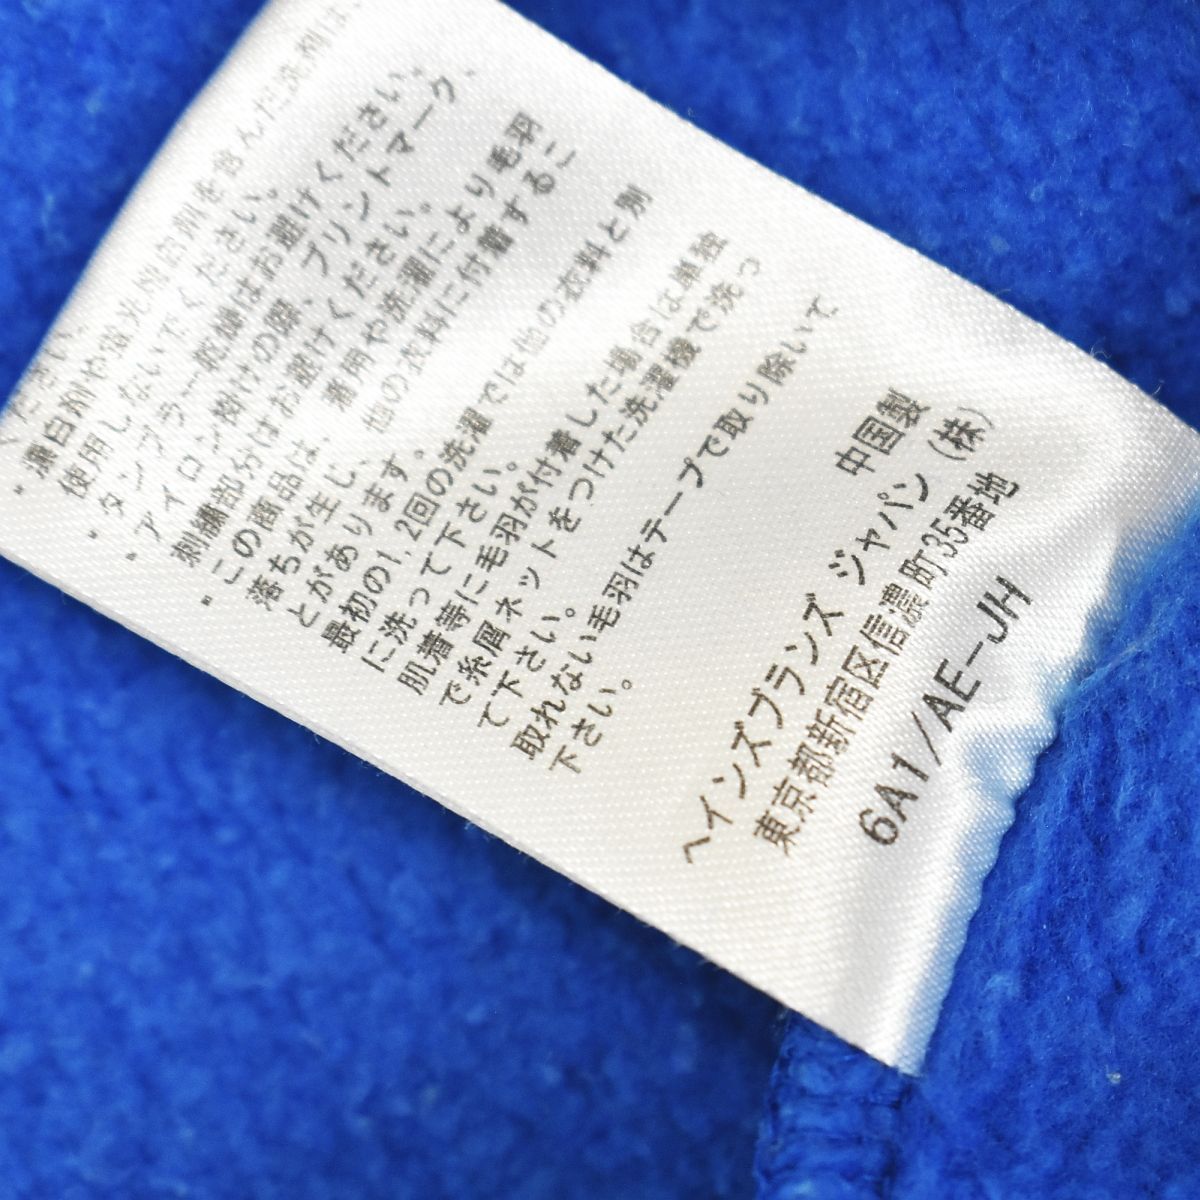 ださい。
・漂白剤や蛍光増白剤を含んだ洗剤は、
使用しないで下ください。
・タンブラー乾燥はお避けください。
・アイロン掛けの際、プリントマーク、
刺繍部分はお避けください。
・この商品は、着用や洗濯により毛羽
落ちが生じ、他の衣料に付着するこ
とがあります。
最初の1,2回の洗濯では他の衣料と別
に洗って下さい。
肌着等に毛羽が付着した場合は単独
で糸屑ネットをつけた洗濯機で洗っ
て下さい。
取れない毛羽はテープで取り除いて
下さい。
中国製
ヘインズブランズ ジャパン (株)
東京都新宿区信濃町35番地
6A1/AE-JH